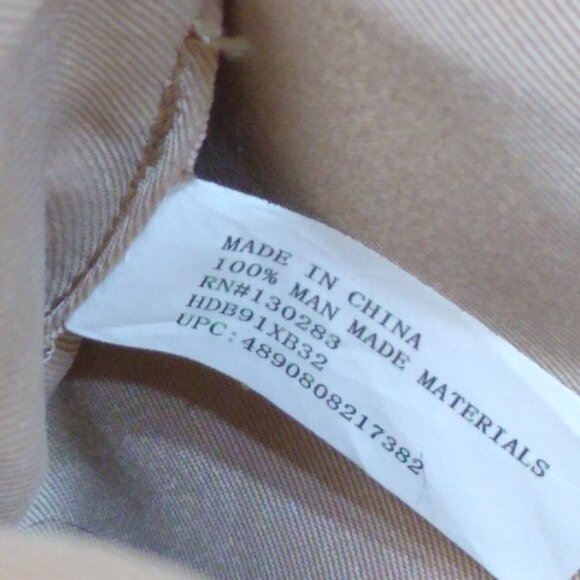 MADE IN CHINA
100% MAN MADE MATERIALS
RN#130283
HDB91XB32
UPC:4890808217382